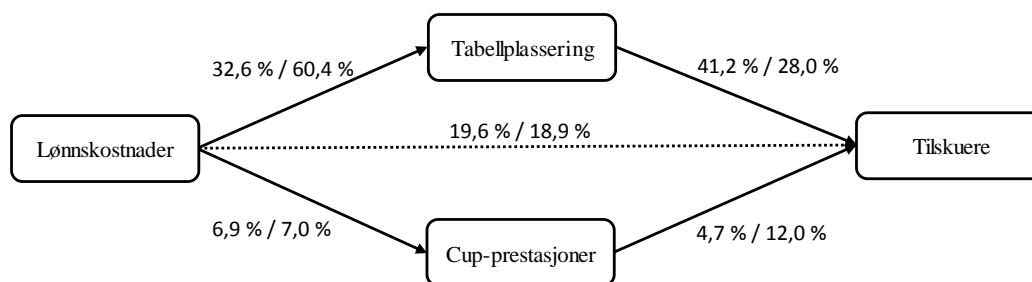 Tabellplassering
32,6 % / 60,4 %
41,2 % / 28,0 %
19,6 % / 18,9 %
Lønnskostnader
Tilskuere
6,9 % / 7,0 %
4,7 % / 12,0 %
Cup-prestasjoner